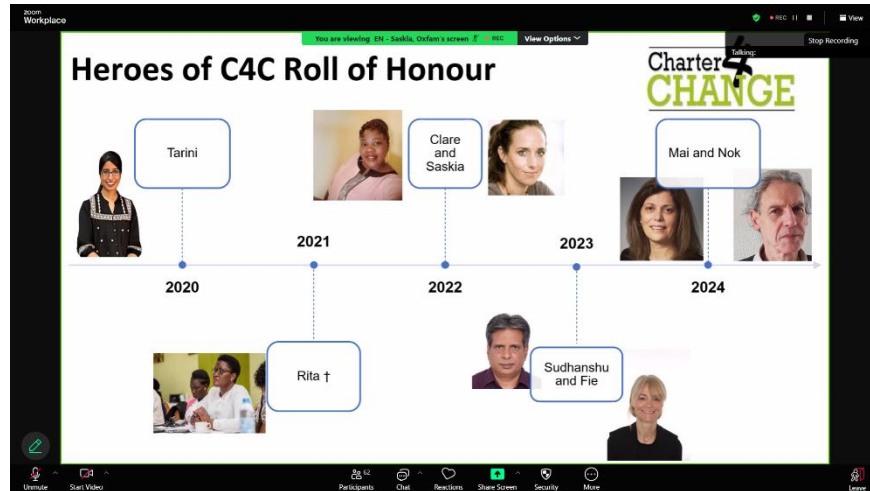 zoom
Workplace
REC
View
You are viewing EN - Saskia, Oxfam's screen
REC
View Options
Stop Recording
Talking:
Heroes of C4C Roll of Honour
Charter 4
CHANGE
Tarini
Clare
and
Saskia
Mai and Nok
2021
2023
2020
2022
2024
Rita †
Sudhanshu
and Fie
62
Unmute
Start Video
Participants
Chat
Reactions
Share Screen
Security
More
Leave